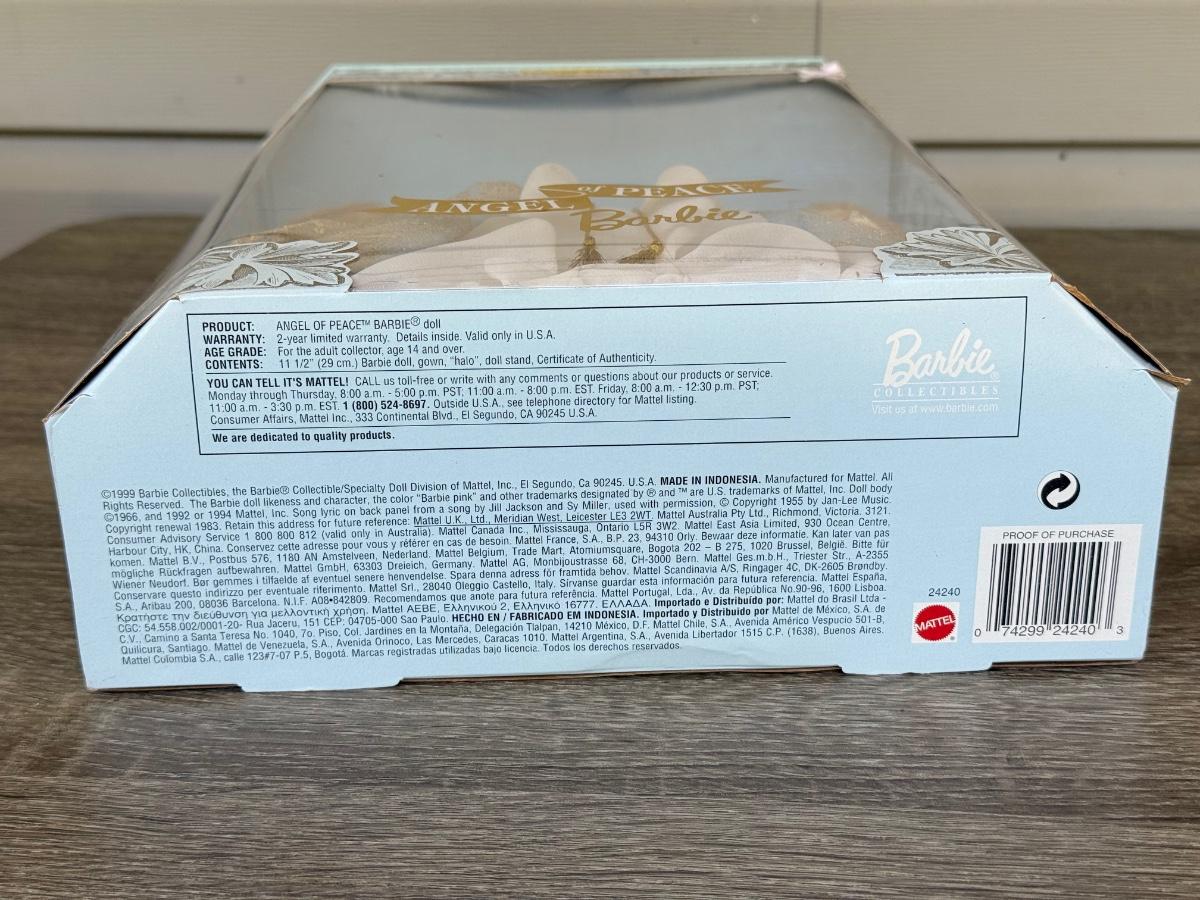 ANGEL of PEACE
Barbie
PRODUCT: ANGEL OF PEACE™ BARBIE® doll
WARRANTY: 2-year limited warranty. Details inside. Valid only in U.S.A.
AGE GRADE: For the adult collector, age 14 and over.
CONTENTS: 11 1/2" (29 cm.) Barbie doll, gown, "halo", doll stand, Certificate of Authenticity.
YOU CAN TELL IT'S MATTEL! CALL us toll-free or write with any comments or questions about our products or service.
Monday through Thursday, 8:00 a.m. - 5:00 p.m. PST; 11:00 a.m. - 8:00 p.m. EST. Friday, 8:00 a.m. - 12:30 p.m. PST;
11:00 a.m. - 3:30 p.m. EST. 1 (800) 524-8697. Outside U.S.A., see telephone directory for Mattel listing.
Consumer Affairs, Mattel Inc., 333 Continental Blvd., El Segundo, CA 90245 U.S.A.
We are dedicated to quality products.
Barbie®
COLLECTIBLES
Visit us at www.barbie.com
©1999 Barbie Collectibles, the Barbie® Collectible/Specialty Doll Division of Mattel, Inc., El Segundo, Ca 90245. U.S.A. MADE IN INDONESIA. Manufactured for Mattel. All
Rights Reserved. The Barbie doll likeness and character, the color "Barbie pink" and other trademarks designated by ® and ™ are U.S. trademarks of Mattel, Inc. Doll body
©1966, and 1992 or 1994 Mattel, Inc. Song lyric on back panel from a song by Jill Jackson and Sy Miller, used with permission, © Copyright 1955 by Jan-Lee Music.
Copyright renewal 1983. Retain this address for future reference: Mattel U.K., Ltd., Meridian West, Leicester LE3 2WT. Mattel Australia Pty Ltd., Richmond, Victoria. 3121.
Consumer Advisory Service 1 800 800 812 (valid only in Australia). Mattel Canada Inc., Mississauga, Ontario L5R 3W2. Mattel East Asia Limited, 930 Ocean Centre,
Harbour City, HK, China. Conservez cette adresse pour vous y référer en cas de besoin. Mattel France, S.A., B.P. 23, 94310 Orly. Bewaar deze informatie. Kan later van pas
komen. Mattel B.V., Postbus 576, 1180 AN Amstelveen, Nederland. Mattel Belgium, Trade Mart, Atomiumsquare, Bogota 202 – B 275, 1020 Brussel, België. Bitte für
mögliche Rückfragen aufbewahren. Mattel GmbH, 63303 Dreieich, Germany. Mattel AG, Monbijoustrasse 68, CH-3000 Bern. Mattel Ges.m.b.H., Triester Str., A-2355
Wiener Neudorf. Bør gemmes i tilfælde af eventuel senere henvendelse. Spara denna adress för framtida behov. Mattel Scandinavia A/S, Ringager 4C, DK-2605 Brøndby.
Conservare questo indirizzo per eventuale riferimento. Mattel Srl., 28040 Oleggio Castello, Italy. Sírvanse guardar esta información para futura referencia. Mattel España,
S.A., Aribau 200, 08036 Barcelona. N.I.F. A08-842809. Recomendamos que anote para futura referência. Mattel Portugal, Lda., Av. da República No.90-96, 1600 Lisboa.
Κρατήστε την διεύθυνση για μελλοντική χρήση. Mattel AEBE, Ελληνικού 2, Ελληνικό 16777. ΕΛΛΑΔΑ. Importado e Distribuído por: Mattel do Brasil Ltda -
CGC: 54.558.002/0001-20- Rua Jaceru, 151 CEP: 04705-000 Sao Paulo. HECHO EN / FABRICADO EM INDONESIA. Importado y Distribuido por Mattel de México, S.A. de
C.V., Camino a Santa Teresa No. 1040, 7o. Piso, Col. Jardines en la Montaña, Delegación Tlalpan, 14210 México, D.F. Mattel Chile, S.A., Avenida Américo Vespucio 501-B,
Quilicura, Santiago. Mattel de Venezuela, S.A., Avenida Orinoco, Las Mercedes, Caracas 1010. Mattel Argentina, S.A., Avenida Libertador 1515 C.P. (1638), Buenos Aires.
Mattel Colombia S.A., calle 123#7-07 P.5, Bogotá. Marcas registradas utilizadas bajo licencia. Todos los derechos reservados.
24240
MATTEL
PROOF OF PURCHASE
0 74299 24240 3